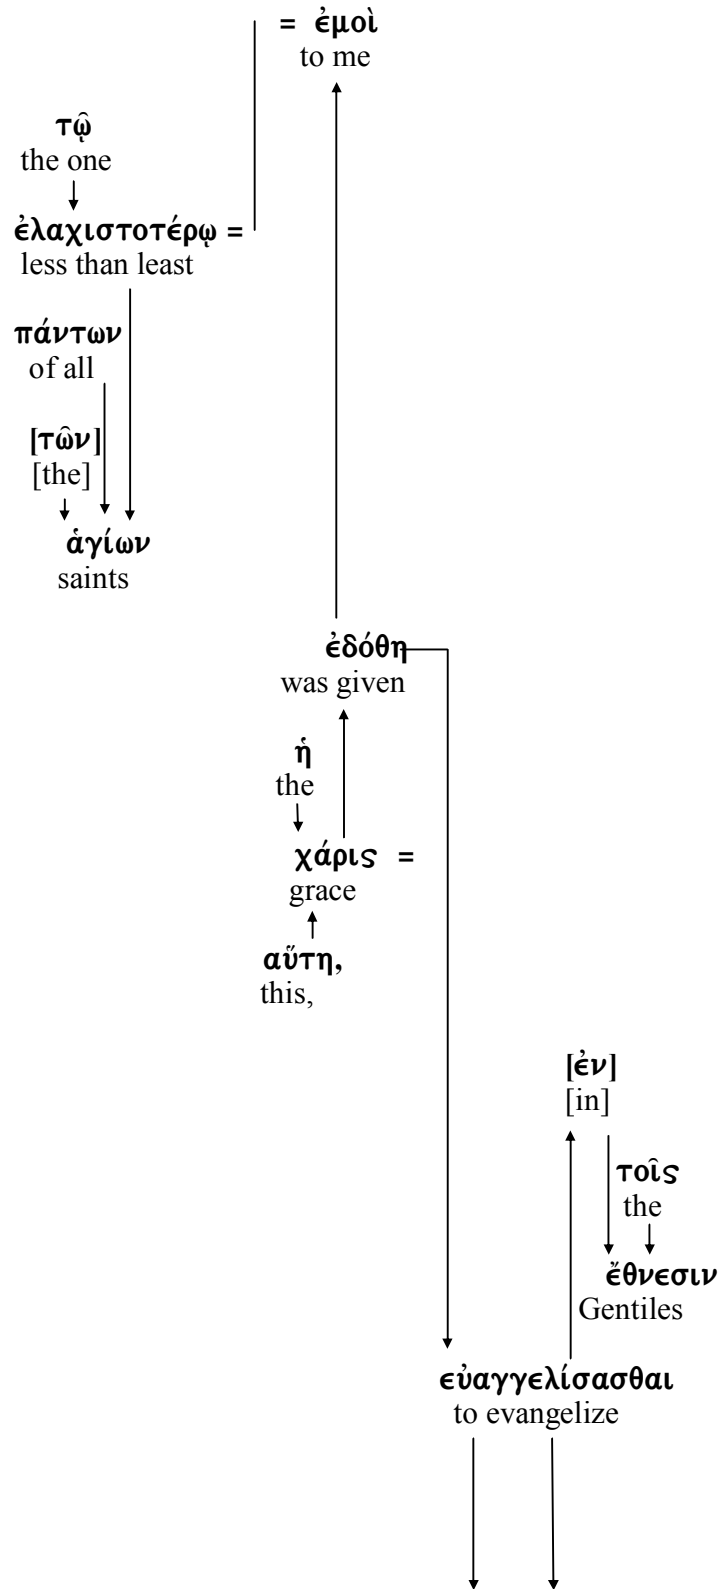 = ἐμοὶ
to me
τῷ
the one
ἐλαχιστοτέρῳ =
less than least
πάντων
of all
[τῶν]
[the]
ἁγίων
saints
ἐδόθη
was given
ἡ
the
χάρις =
grace
αὕτη,
this,
[ἐν]
[in]
τοῖς
the
ἔθνεσιν
Gentiles
εὐαγγελίσασθαι
to evangelize